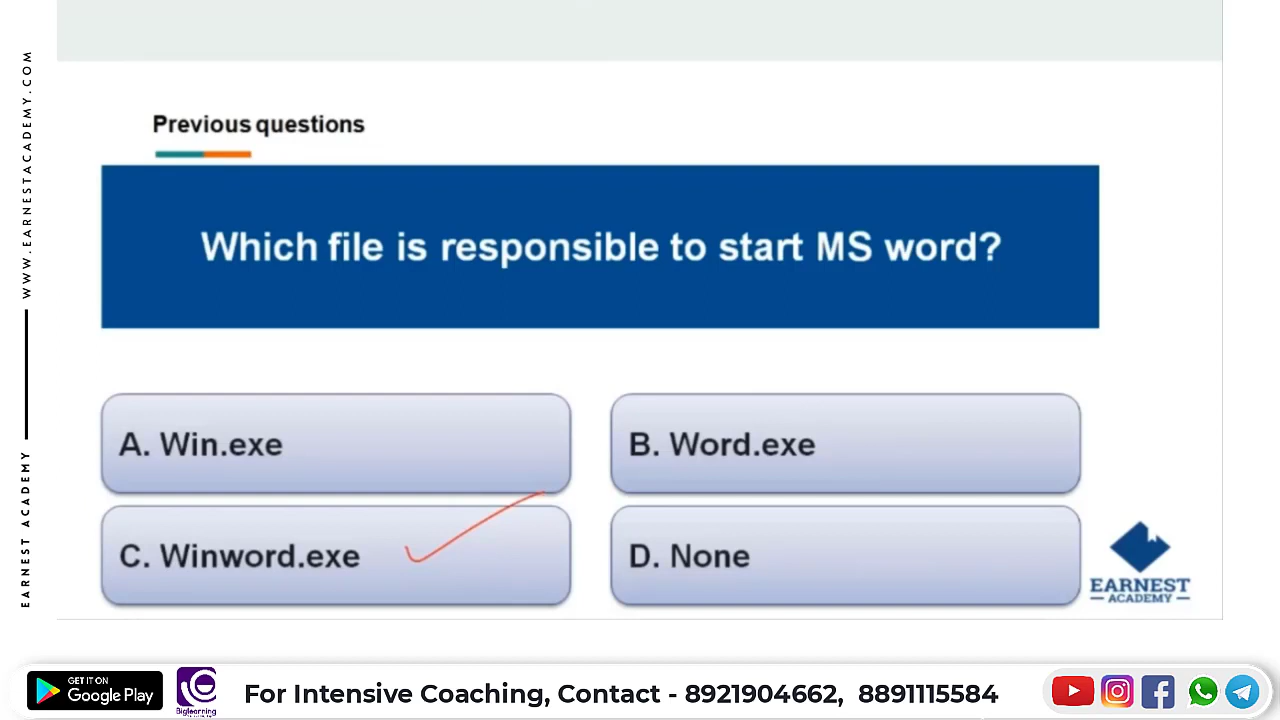 WWW.EARNESTACADEMY.COM
EARNEST ACADEMY
Previous questions
Which file is responsible to start MS word?
A. Win.exe
B. Word.exe
C. Winword.exe
D. None
EARNEST
ACADEMY
GET IT ON
Google Play
Biglearning
For Intensive Coaching, Contact - 8921904662, 8891115584